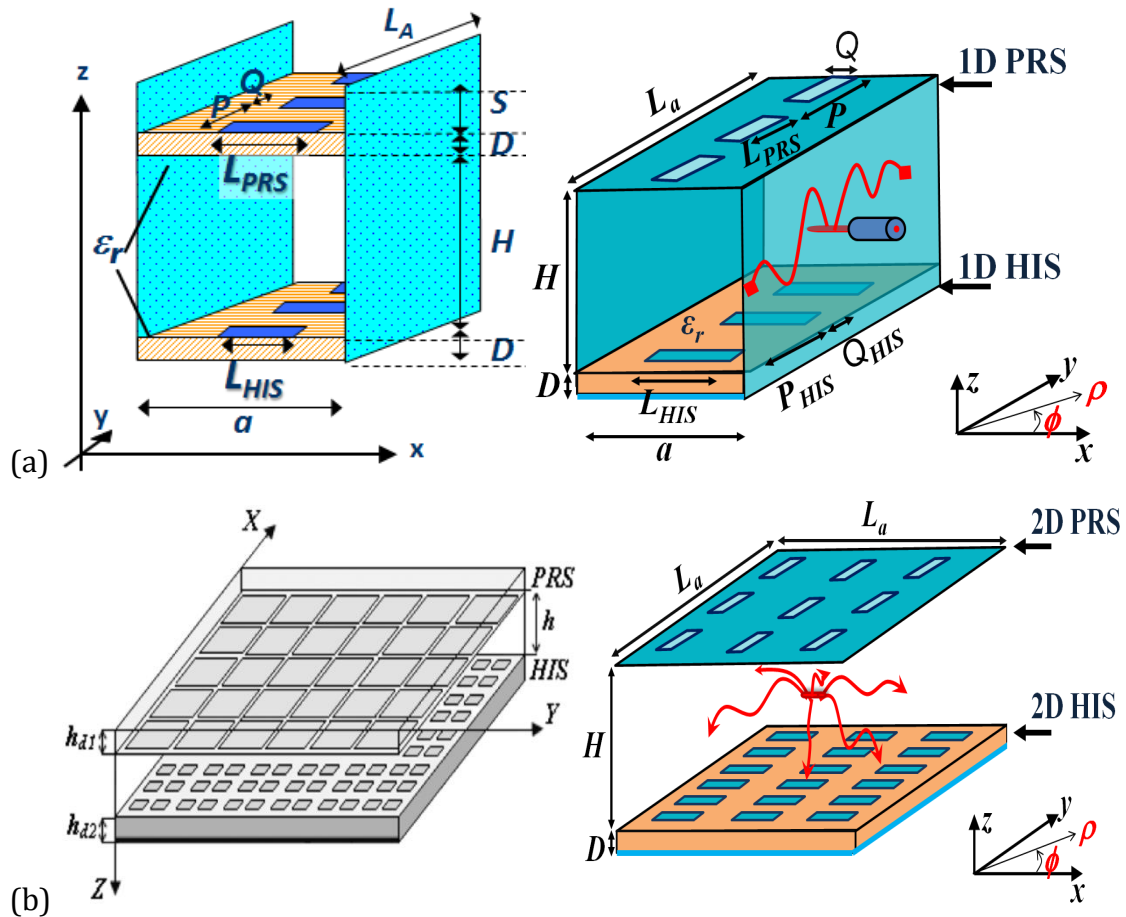 (a)
z
L_A
Q
P
S
D
L_PRS
ε_r
H
L_HIS
D
a
y
x
Q
1D PRS
L_a
P
L_PRS
H
1D HIS
ε_r
Q_HIS
D
L_HIS
P_HIS
a
z
y
ρ
ϕ
x
(b)
X
PRS
h
HIS
Y
h_d1
h_d2
Z
L_a
2D PRS
L_a
H
2D HIS
D
z
y
ρ
ϕ
x